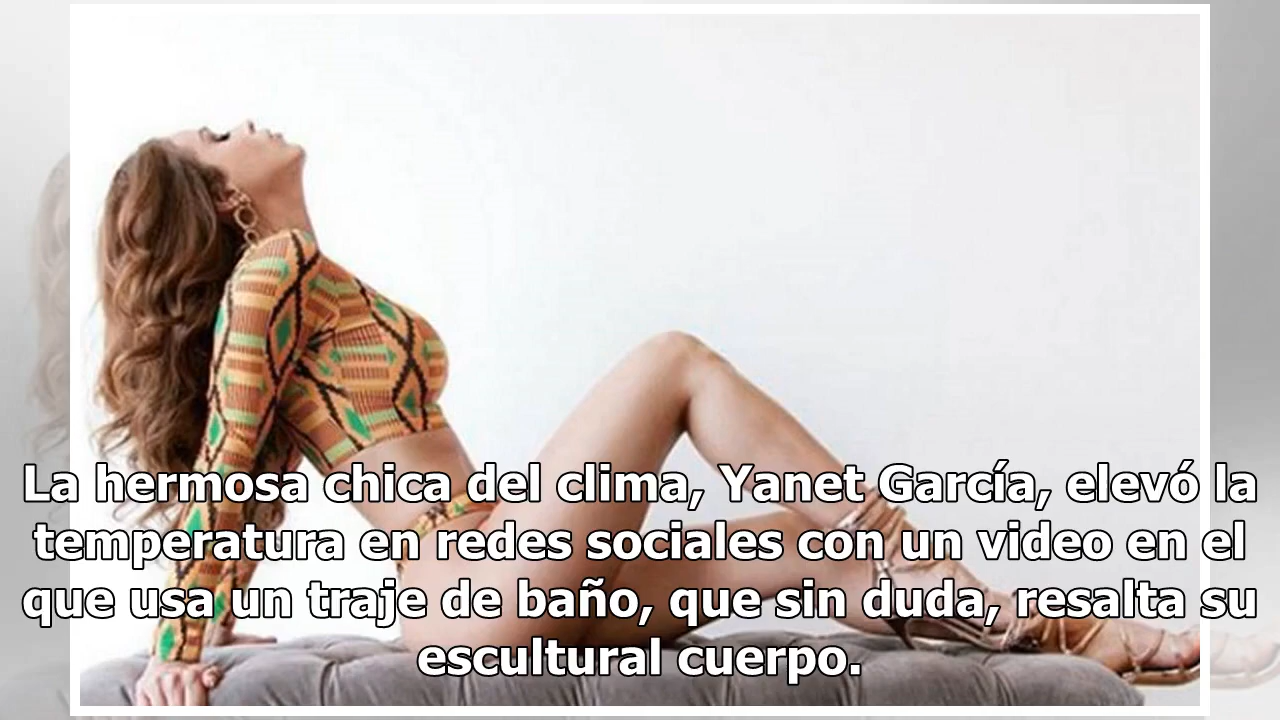 La hermosa chica del clima, Yanet García, elevó la
temperatura en redes sociales con un video en el
que usa un traje de baño, que sin duda, resalta su
escultural cuerpo.